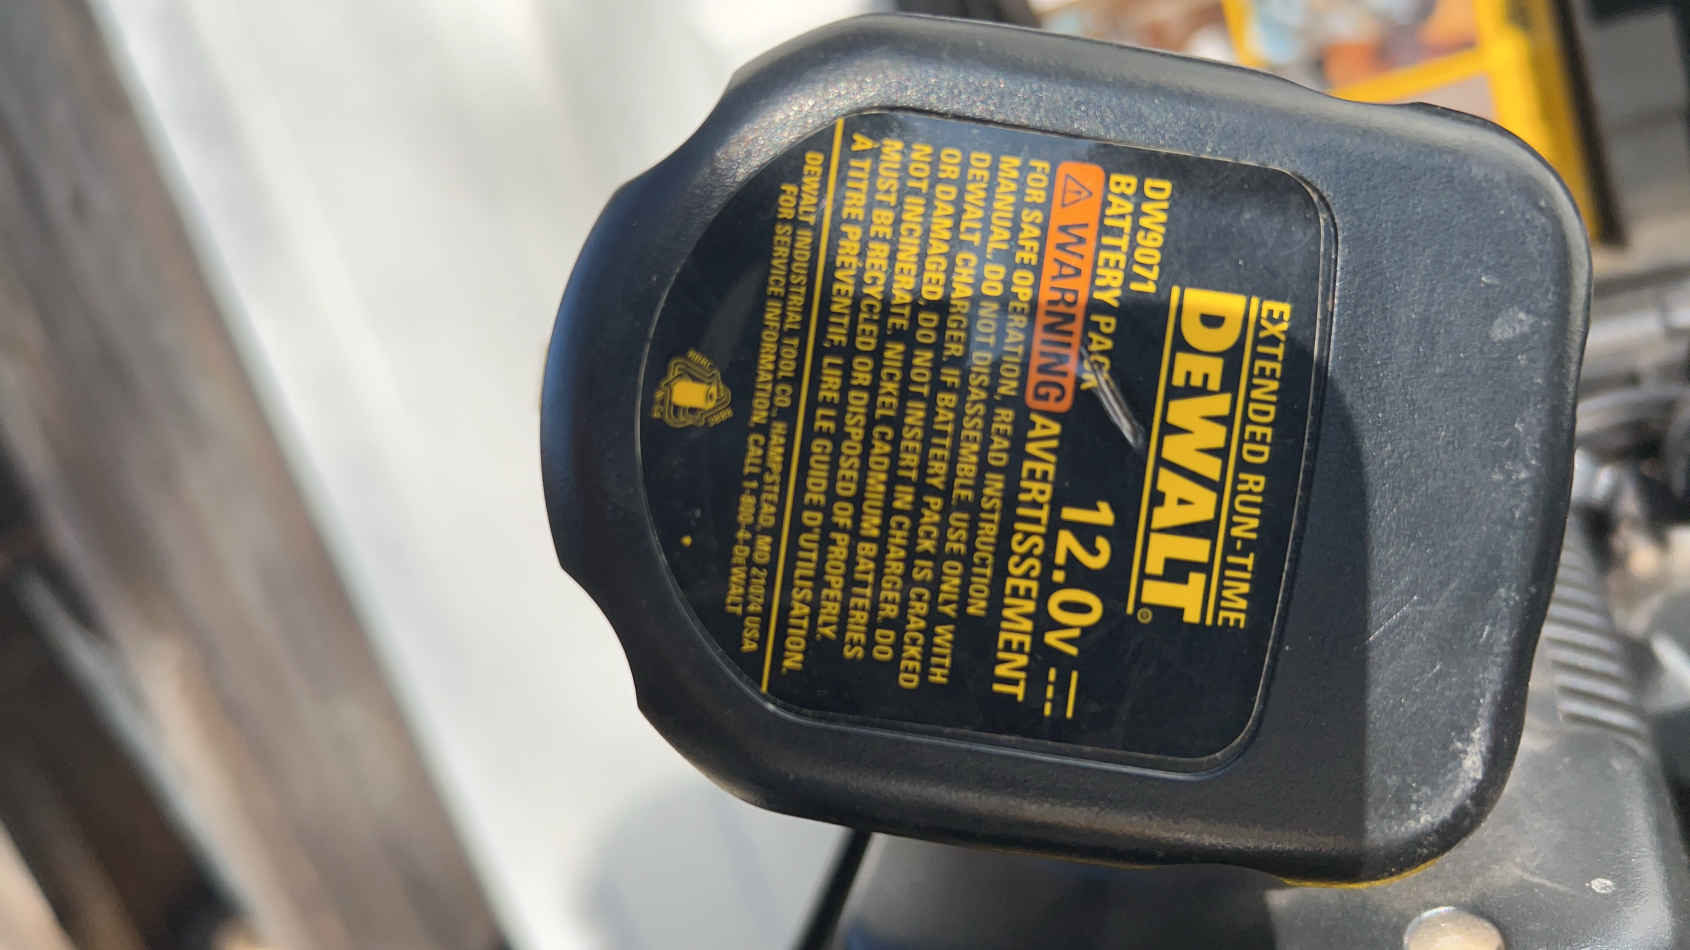 EXTENDED RUN-TIME
DEWALT®
DW9071
BATTERY PACK 12.0V
⚠ WARNING AVERTISSEMENT
FOR SAFE OPERATION, READ INSTRUCTION
MANUAL. DO NOT DISASSEMBLE. USE ONLY WITH
DEWALT CHARGER. IF BATTERY PACK IS CRACKED
OR DAMAGED, DO NOT INSERT IN CHARGER. DO
NOT INCINERATE. NICKEL CADMIUM BATTERIES
MUST BE RECYCLED OR DISPOSED OF PROPERLY.
À TITRE PRÉVENTIF, LIRE LE GUIDE D'UTILISATION.
DEWALT INDUSTRIAL TOOL CO., HAMPSTEAD, MD 21074 USA
FOR SERVICE INFORMATION, CALL 1-800-4-DEWALT
RBRC